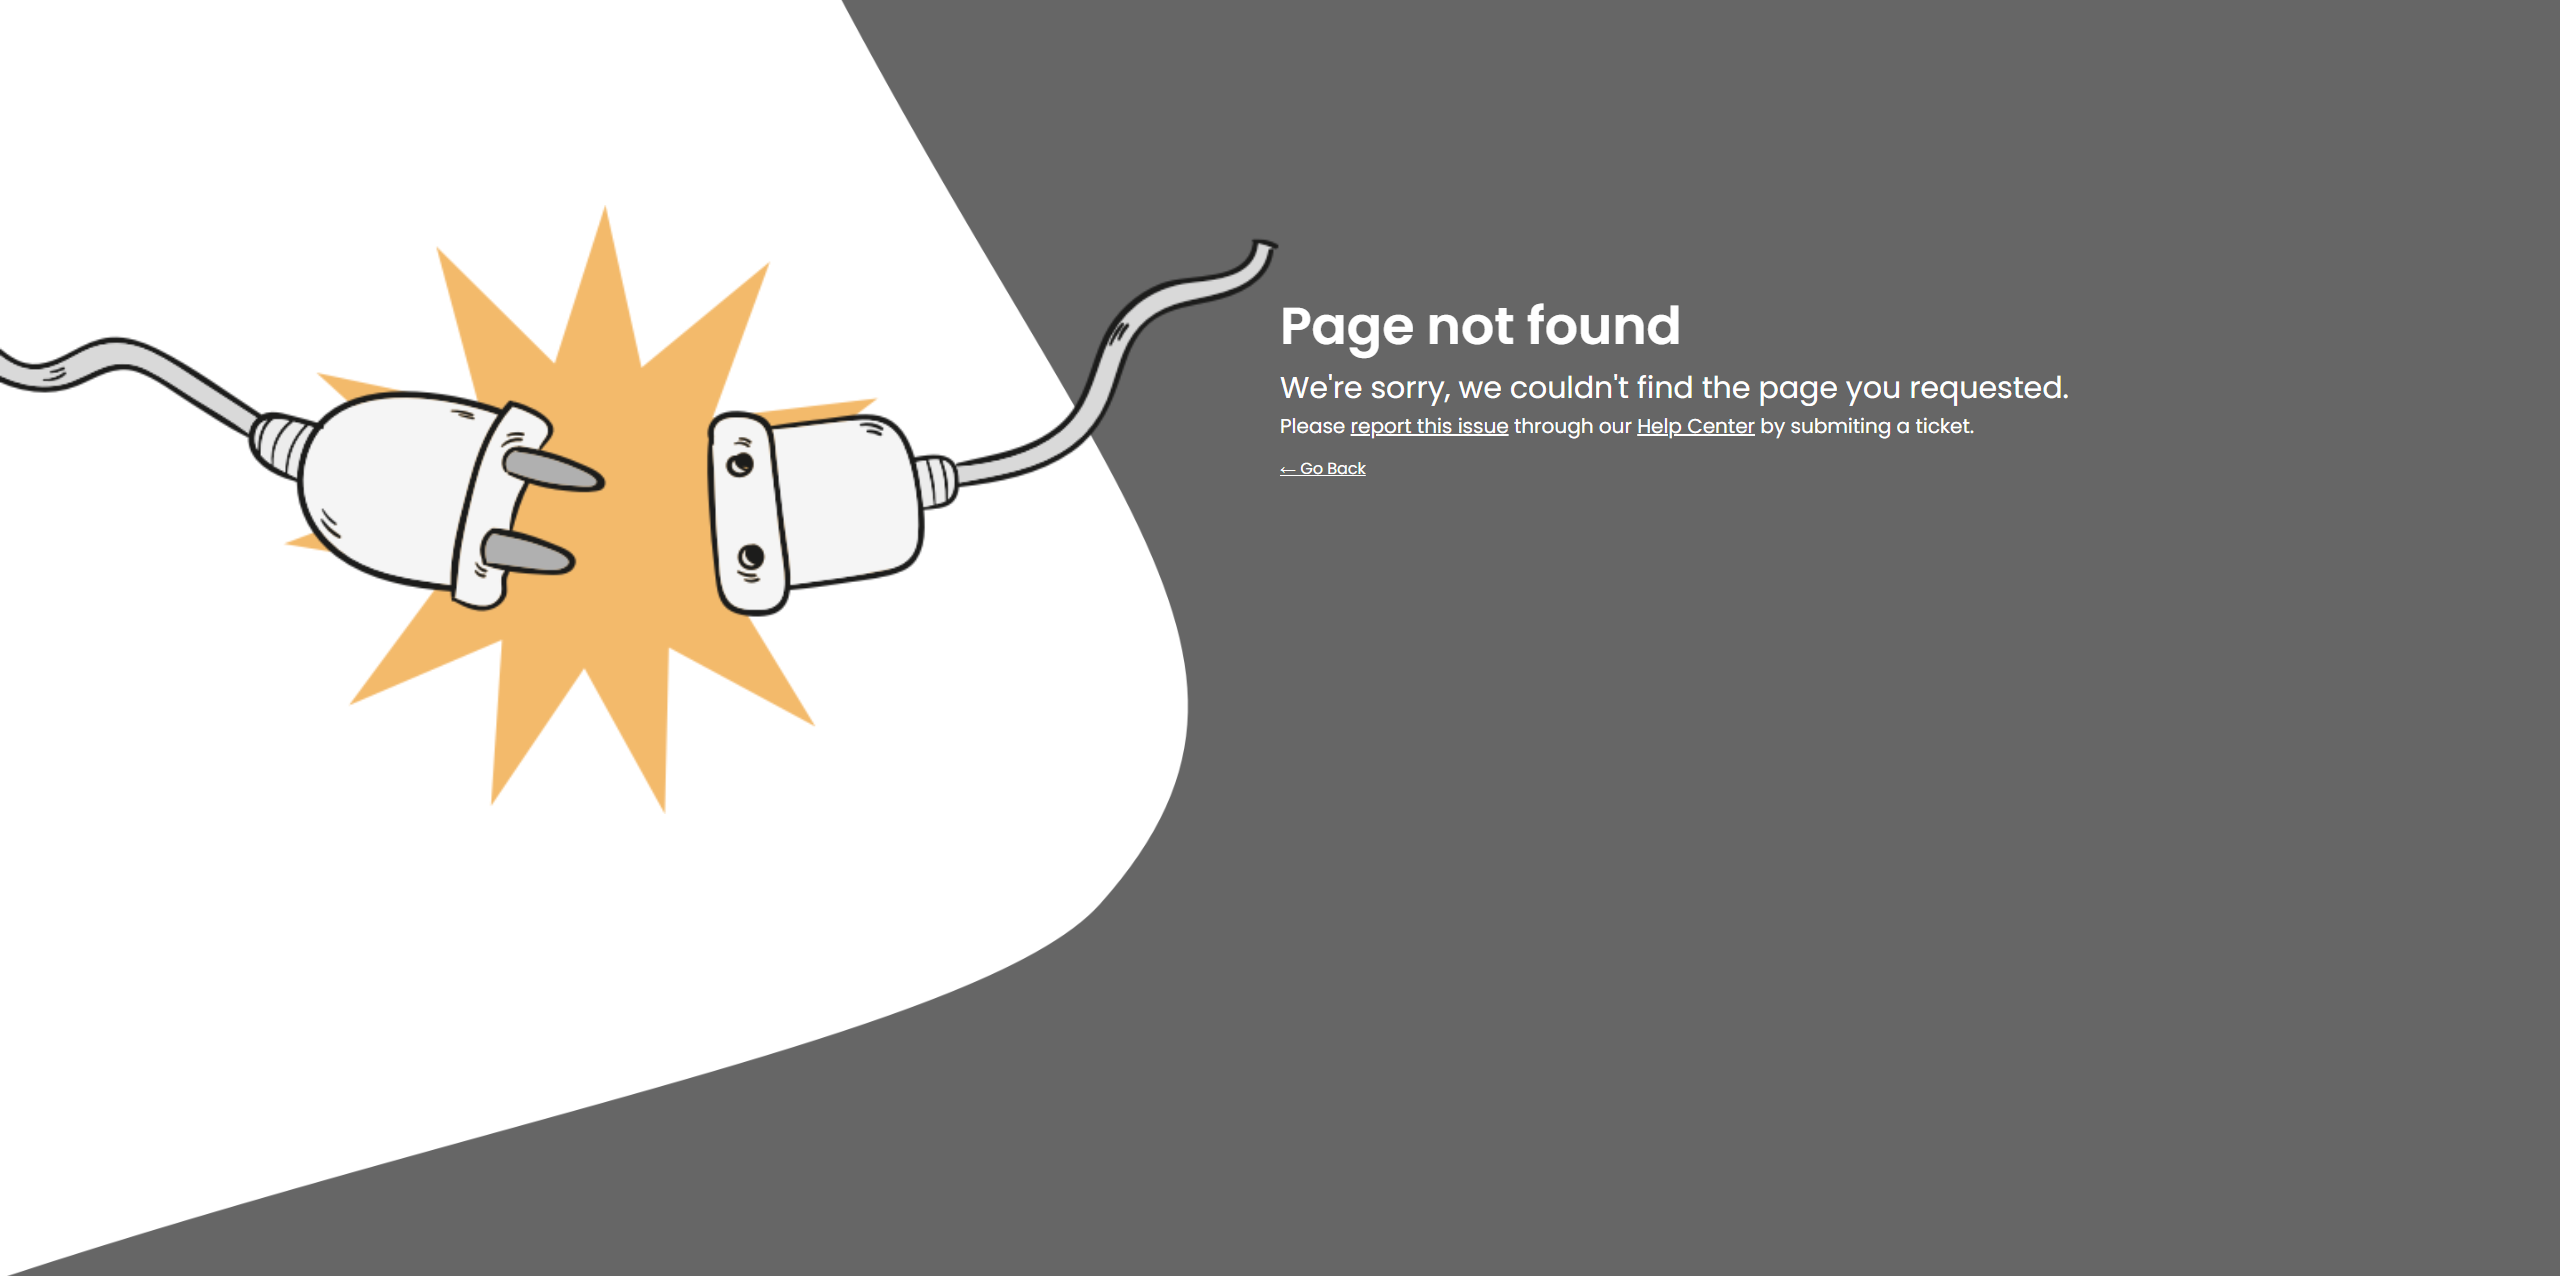 Page not found
We're sorry, we couldn't find the page you requested.
Please report this issue through our Help Center by submiting a ticket.
← Go Back